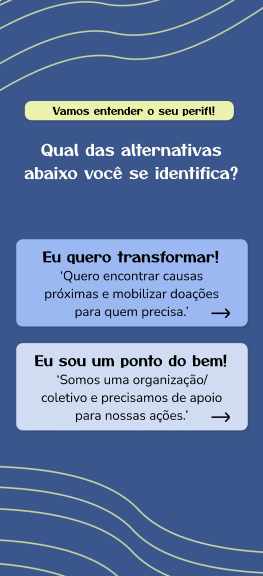 Vamos entender o seu perifl!
Qual das alternativas
abaixo você se identifica?
Eu quero transformar!
‘Quero encontrar causas
próximas e mobilizar doações
para quem precisa.’
Eu sou um ponto do bem!
‘Somos uma organização/
coletivo e precisamos de apoio
para nossas ações.’